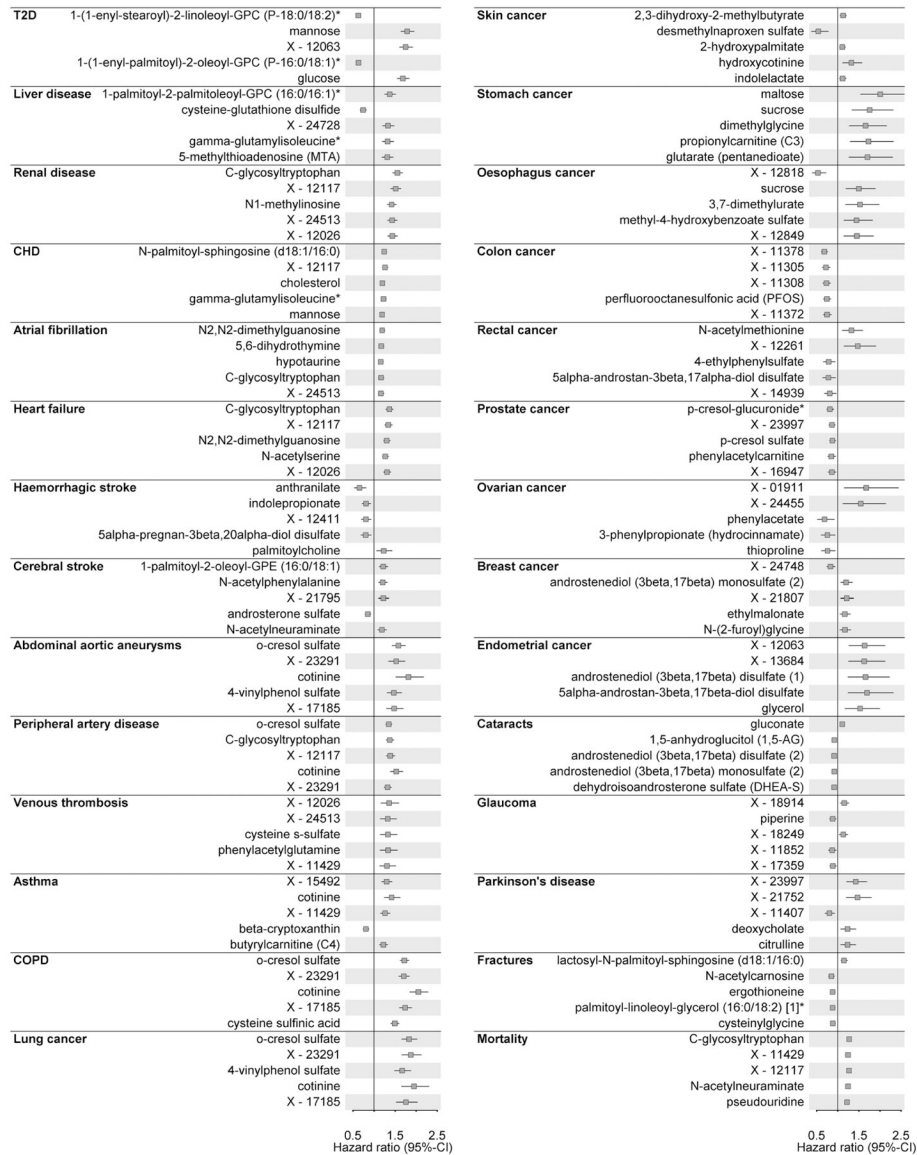 T2D 1-(1-enyl-stearoyl)-2-linoleoyl-GPC (P-18:0/18:2)*
mannose
X - 12063
1-(1-enyl-palmitoyl)-2-oleoyl-GPC (P-16:0/18:1)*
glucose
Liver disease 1-palmitoyl-2-palmitoleoyl-GPC (16:0/16:1)*
cysteine-glutathione disulfide
X - 24728
gamma-glutamylisoleucine*
5-methylthioadenosine (MTA)
Renal disease C-glycosyltryptophan
X - 12117
N1-methylinosine
X - 24513
X - 12026
CHD N-palmitoyl-sphingosine (d18:1/16:0)
X - 12117
cholesterol
gamma-glutamylisoleucine*
mannose
Atrial fibrillation N2,N2-dimethylguanosine
5,6-dihydrothymine
hypotaurine
C-glycosyltryptophan
X - 24513
Heart failure C-glycosyltryptophan
X - 12117
N2,N2-dimethylguanosine
N-acetylserine
X - 12026
Haemorrhagic stroke anthranilate
indolepropionate
X - 12411
5alpha-pregnan-3beta,20alpha-diol disulfate
palmitoylcholine
Cerebral stroke 1-palmitoyl-2-oleoyl-GPE (16:0/18:1)
N-acetylphenylalanine
X - 21795
androsterone sulfate
N-acetylneuraminate
Abdominal aortic aneurysms o-cresol sulfate
X - 23291
cotinine
4-vinylphenol sulfate
X - 17185
Peripheral artery disease o-cresol sulfate
C-glycosyltryptophan
X - 12117
cotinine
X - 23291
Venous thrombosis X - 12026
X - 24513
cysteine s-sulfate
phenylacetylglutamine
X - 11429
Asthma X - 15492
cotinine
X - 11429
beta-cryptoxanthin
butyrylcarnitine (C4)
COPD o-cresol sulfate
X - 23291
cotinine
X - 17185
cysteine sulfinic acid
Lung cancer o-cresol sulfate
X - 23291
4-vinylphenol sulfate
cotinine
X - 17185
0.5 1.5 2.5
Hazard ratio (95%-CI)
Skin cancer 2,3-dihydroxy-2-methylbutyrate
desmethylnaproxen sulfate
2-hydroxypalmitate
hydroxycotinine
indolelactate
Stomach cancer maltose
sucrose
dimethylglycine
propionylcarnitine (C3)
glutarate (pentanedioate)
Oesophagus cancer X - 12818
sucrose
3,7-dimethylurate
methyl-4-hydroxybenzoate sulfate
X - 12849
Colon cancer X - 11378
X - 11305
X - 11308
perfluorooctanesulfonic acid (PFOS)
X - 11372
Rectal cancer N-acetylmethionine
X - 12261
4-ethylphenylsulfate
5alpha-androstan-3beta,17alpha-diol disulfate
X - 14939
Prostate cancer p-cresol-glucuronide*
X - 23997
p-cresol sulfate
phenylacetylcarnitine
X - 16947
Ovarian cancer X - 01911
X - 24455
phenylacetate
3-phenylpropionate (hydrocinnamate)
thioproline
Breast cancer X - 24748
androstenediol (3beta,17beta) monosulfate (2)
X - 21807
ethylmalonate
N-(2-furoyl)glycine
Endometrial cancer X - 12063
X - 13684
androstenediol (3beta,17beta) disulfate (1)
5alpha-androstan-3beta,17beta-diol disulfate
glycerol
Cataracts gluconate
1,5-anhydroglucitol (1,5-AG)
androstenediol (3beta,17beta) disulfate (2)
androstenediol (3beta,17beta) monosulfate (2)
dehydroisoandrosterone sulfate (DHEA-S)
Glaucoma X - 18914
piperine
X - 18249
X - 11852
X - 17359
Parkinson's disease X - 23997
X - 21752
X - 11407
deoxycholate
citrulline
Fractures lactosyl-N-palmitoyl-sphingosine (d18:1/16:0)
N-acetylcarnosine
ergothioneine
palmitoyl-linoleoyl-glycerol (16:0/18:2) [1]*
cysteinylglycine
Mortality C-glycosyltryptophan
X - 11429
X - 12117
N-acetylneuraminate
pseudouridine
0.5 1.5 2.5
Hazard ratio (95%-CI)